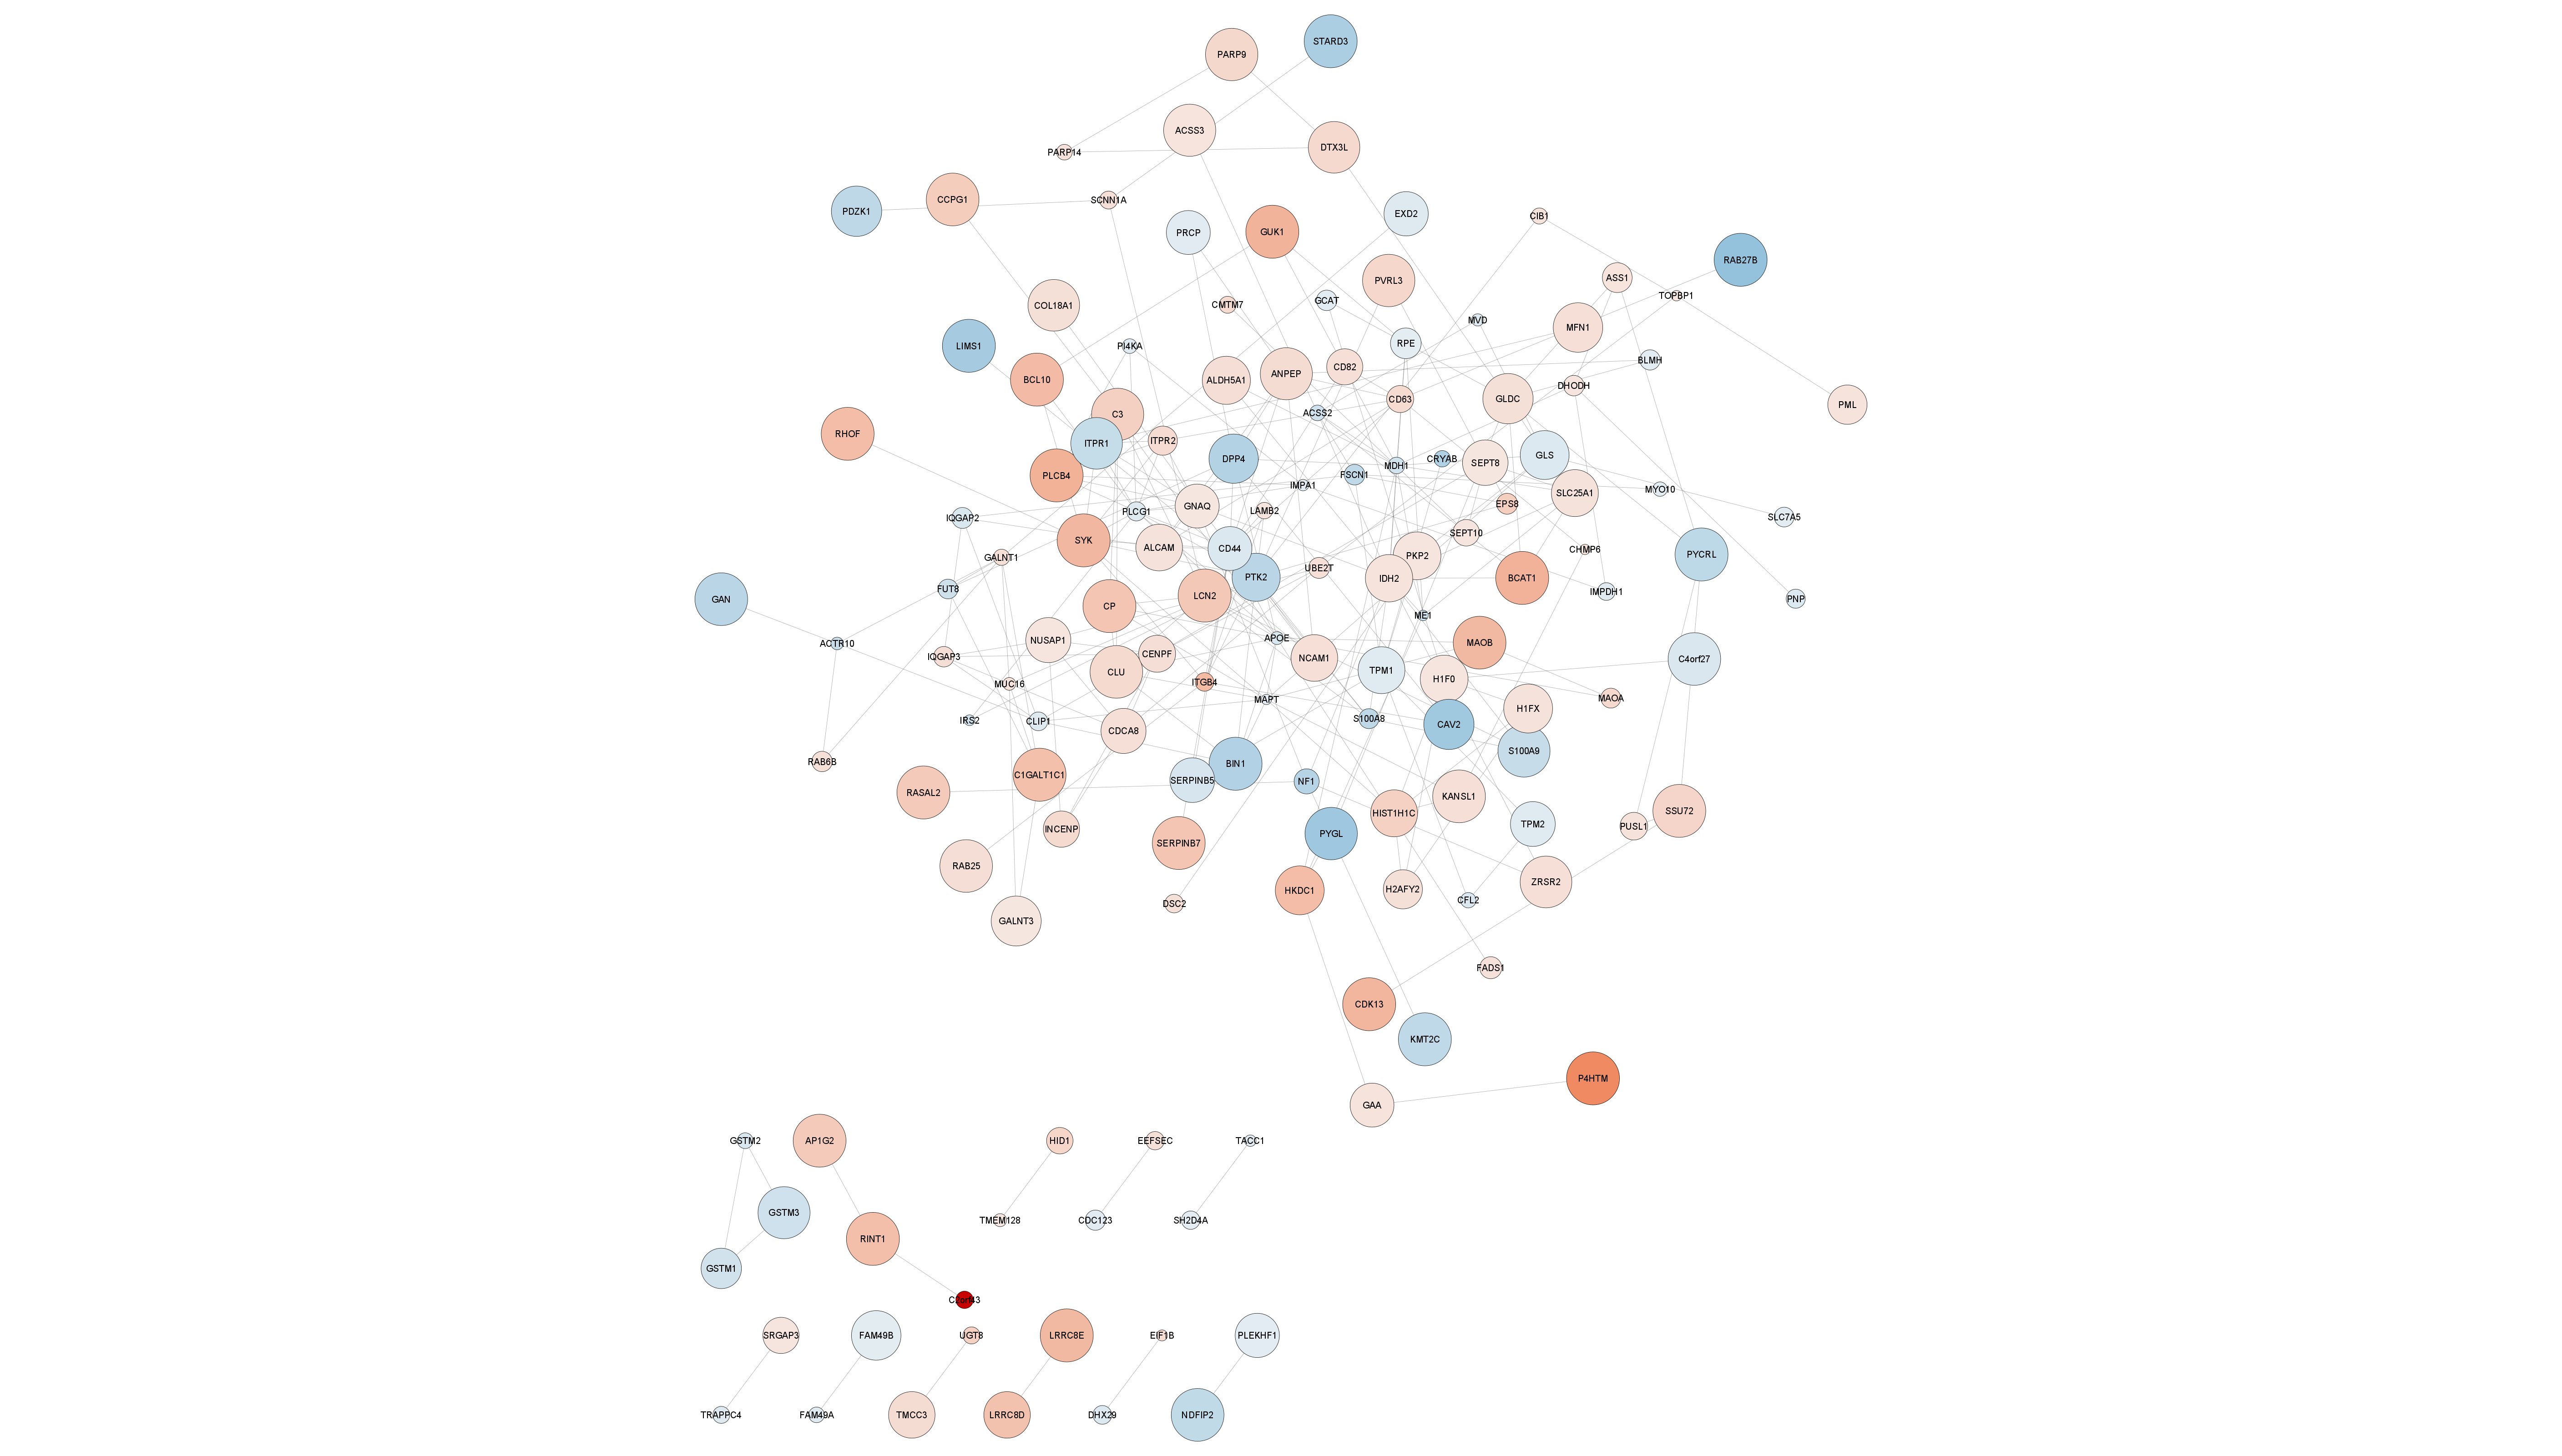 STARD3
PARP9
ACSS3
DTX3L
PARP14
CCPG1
SCNN1A
PDZK1
EXD2
CIB1
PRCP
GUK1
RAB27B
ASS1
PVRL3
TOPBP1
GCAT
CMTM7
COL18A1
MVD
MFN1
RPE
LIMS1
PI4KA
BLMH
CD82
ANPEP
BCL10
ALDH5A1
DHODH
GLDC
CD63
PML
ACSS2
C3
RHOF
ITPR2
ITPR1
GLS
DPP4
CRYAB
SEPT8
MDH1
FSCN1
PLCB4
IMPA1
MYO10
SLC25A1
EPS8
GNAQ
LAMB2
PLCG1
SLC7A5
IQGAP2
SEPT10
SYK
ALCAM
CD44
CHMP6
PYCRL
PKP2
GALNT1
UBE2T
PTK2
IDH2
BCAT1
FUT8
IMPDH1
LCN2
GAN
PNP
CP
ME1
APOE
NUSAP1
ACTR10
MAOB
CENPF
IQGAP3
NCAM1
C4orf27
TPM1
CLU
H1F0
ITGB4
MUC16
MAPT
MAOA
H1FX
S100A8
IRS2
CLIP1
CAV2
CDCA8
S100A9
RAB6B
BIN1
C1GALT1C1
SERPINB5
NF1
RASAL2
KANSL1
SSU72
HIST1H1C
TPM2
PUSL1
INCENP
PYGL
SERPINB7
RAB25
ZRSR2
H2AFY2
HKDC1
CFL2
DSC2
GALNT3
FADS1
CDK13
KMT2C
P4HTM
GAA
GSTM2
AP1G2
HID1
EEFSEC
TACC1
GSTM3
TMEM128
CDC123
SH2D4A
RINT1
GSTM1
C2orf43
SRGAP3
FAM49B
UGT8
LRRC8E
EIF1B
PLEKHF1
TRAPPC4
FAM49A
TMCC3
LRRC8D
DHX29
NDFIP2